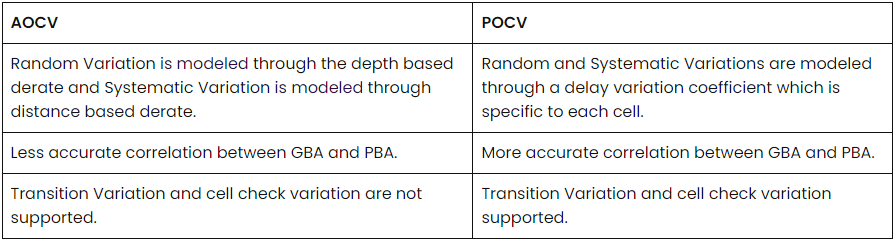 AOCV
POCV
Random Variation is modeled through the depth based
derate and Systematic Variation is modeled through
distance based derate.
Random and Systematic Variations are modeled
through a delay variation coefficient which is
specific to each cell.
Less accurate correlation between GBA and PBA.
More accurate correlation between GBA and PBA.
Transition Variation and cell check variation are not
supported.
Transition Variation and cell check variation
supported.